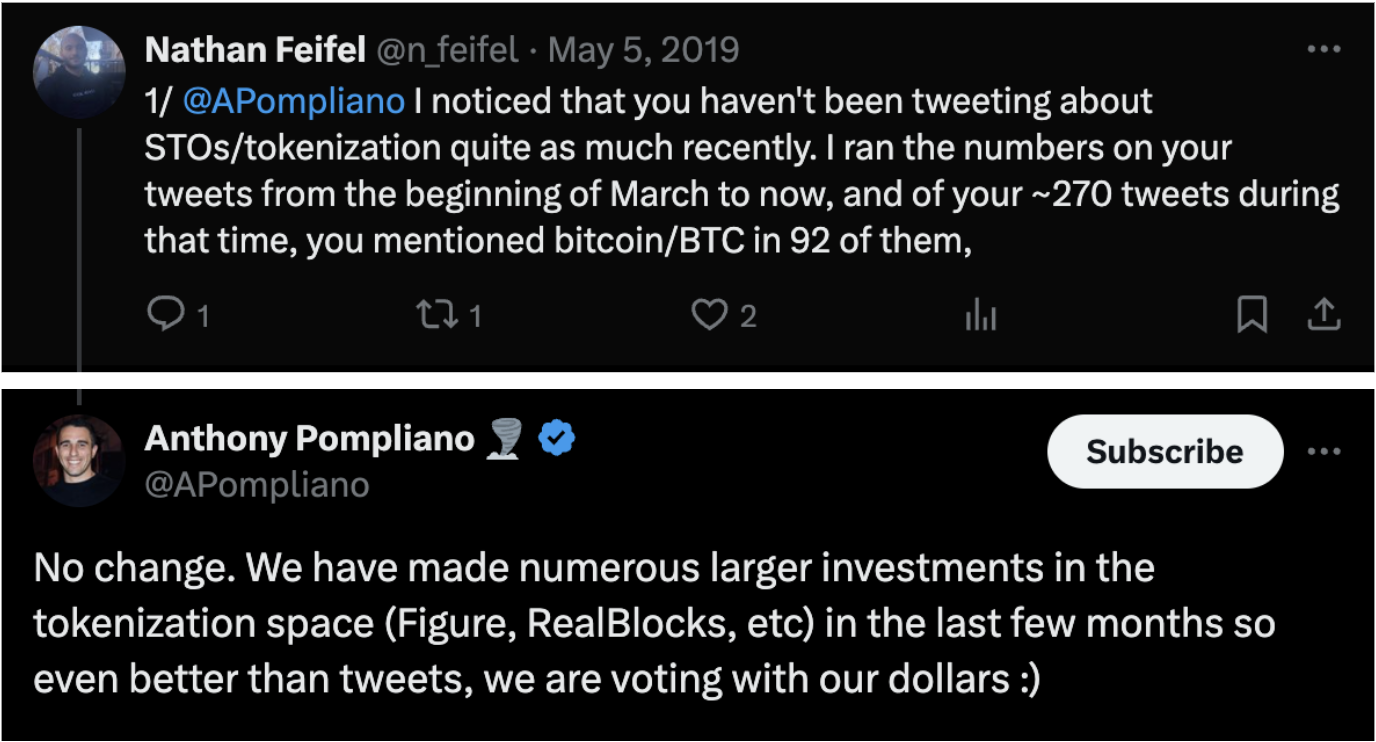 Nathan Feifel @n_feifel · May 5, 2019
1/ @APompliano I noticed that you haven't been tweeting about
STOs/tokenization quite as much recently. I ran the numbers on your
tweets from the beginning of March to now, and of your ~270 tweets during
that time, you mentioned bitcoin/BTC in 92 of them,
1 1 2
Anthony Pompliano 🌪
Subscribe
@APompliano
No change. We have made numerous larger investments in the
tokenization space (Figure, RealBlocks, etc) in the last few months so
even better than tweets, we are voting with our dollars :)